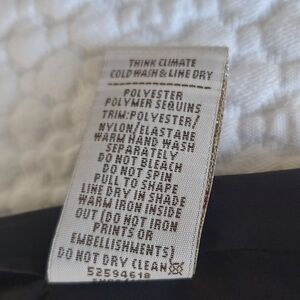 THINK CLIMATE
COLD WASH & LINE DRY
POLYESTER
POLYMER SEQUINS
TRIM:POLYESTER/
NYLON/ELASTANE
WARM HAND WASH
SEPARATELY
DO NOT BLEACH
DO NOT SPIN
PULL TO SHAPE
LINE DRY IN SHADE
WARM IRON INSIDE
OUT (DO NOT IRON
PRINTS OR
EMBELLISHMENTS)
DO NOT DRY CLEAN
52594618